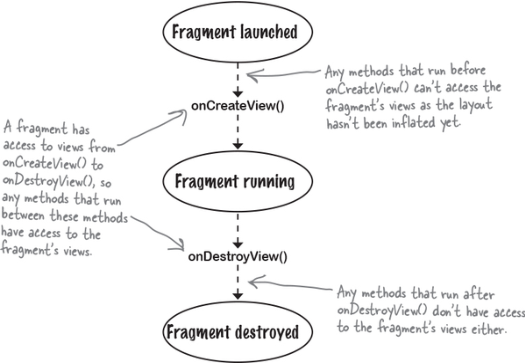 Fragment launched
Any methods that run before
onCreateView() can't access the
fragment's views as the layout
hasn't been inflated yet
onCreateView()
A fragment has
access to views from
onCreateView() to
onDestroyView(), so
any methods that run
between these methods
have access to the
fragment's views.
Fragment running
onDestroyView()
Any methods that run after
onDestroyView() don't have access
to the fragment's views either.
Fragment destroyed